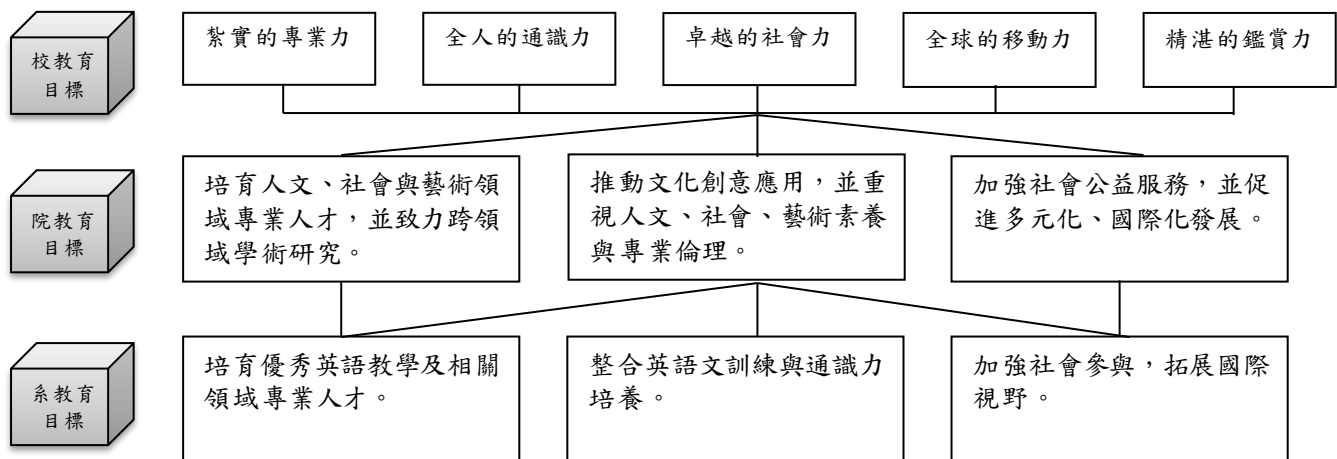 校教育
目標
紮實的專業力
全人的通識力
卓越的社會力
全球的移動力
精湛的鑑賞力
院教育
目標
培育人文、社會與藝術領
域專業人才，並致力跨領
域學術研究。
推動文化創意應用，並重
視人文、社會、藝術素養
與專業倫理。
加強社會公益服務，並促
進多元化、國際化發展。
系教育
目標
培育優秀英語教學及相關
領域專業人才。
整合英語文訓練與通識力
培養。
加強社會參與，拓展國際
視野。